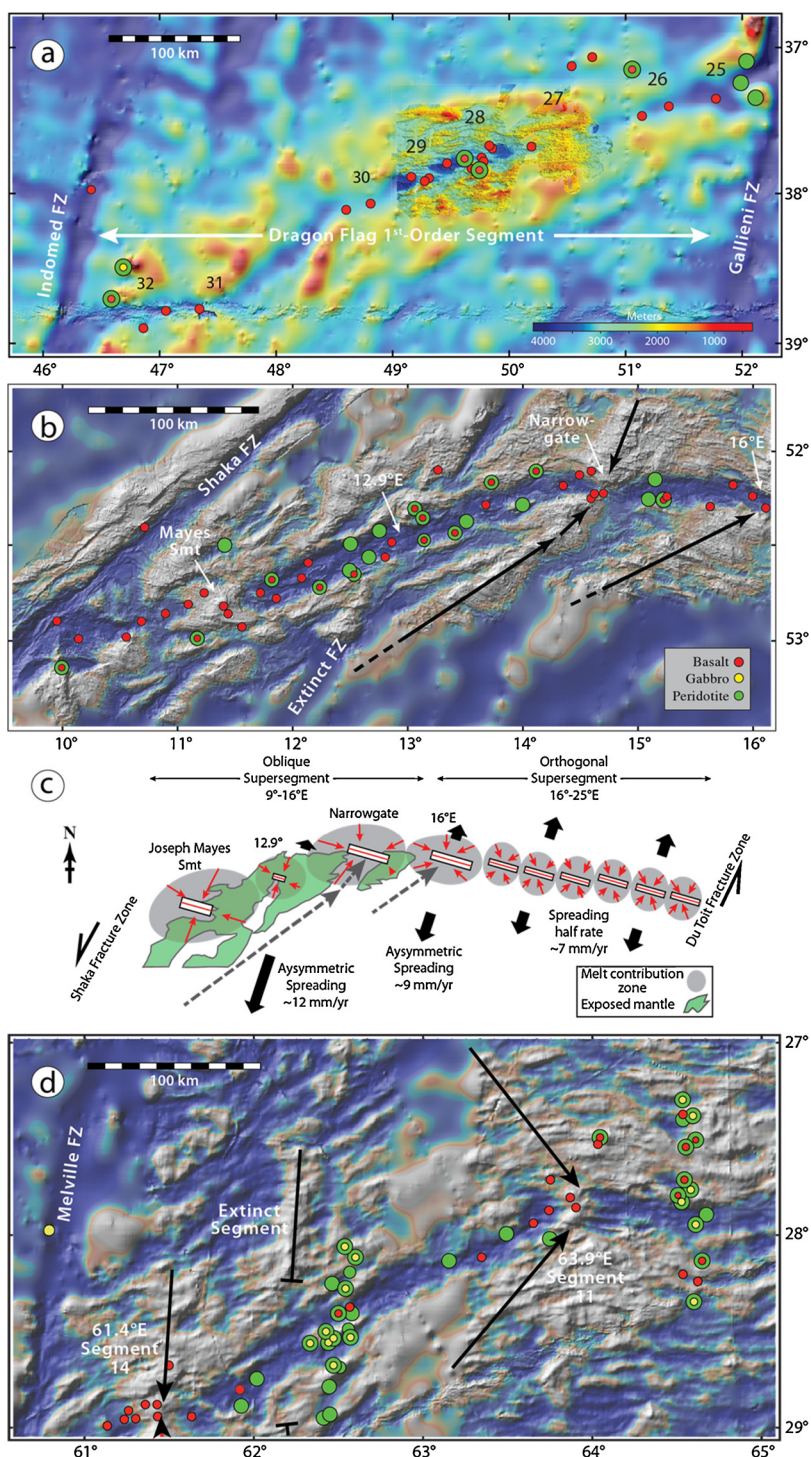 a
100 km
37°
38°
39°
25
26
27
28
29
30
31
32
Indomed FZ
Dragon Flag 1st-Order Segment
Gallieni FZ
Meters
4000 3000 2000 1000
46° 47° 48° 49° 50° 51° 52°
b
100 km
Shaka FZ
Narrow-
gate
16°E
12.9°E
Mayes
Smt
Extinct FZ
52°
53°
Basalt
Gabbro
Peridotite
10° 11° 12° 13° 14° 15° 16°
c
Oblique
Supersegment
9°-16°E
Orthogonal
Supersegment
16°-25°E
N
Joseph Mayes
Smt
12.9°
Narrowgate
16°E
Shaka Fracture Zone
Du Toit Fracture Zone
Aysymmetric
Spreading
~12 mm/yr
Aysymmetric
Spreading
~9 mm/yr
Spreading
half rate
~7 mm/yr
Melt contribution
zone
Exposed mantle
d
100 km
27°
28°
29°
Melville FZ
Extinct
Segment
61.4°E
Segment
14
63.9°E
Segment
11
61° 62° 63° 64° 65°